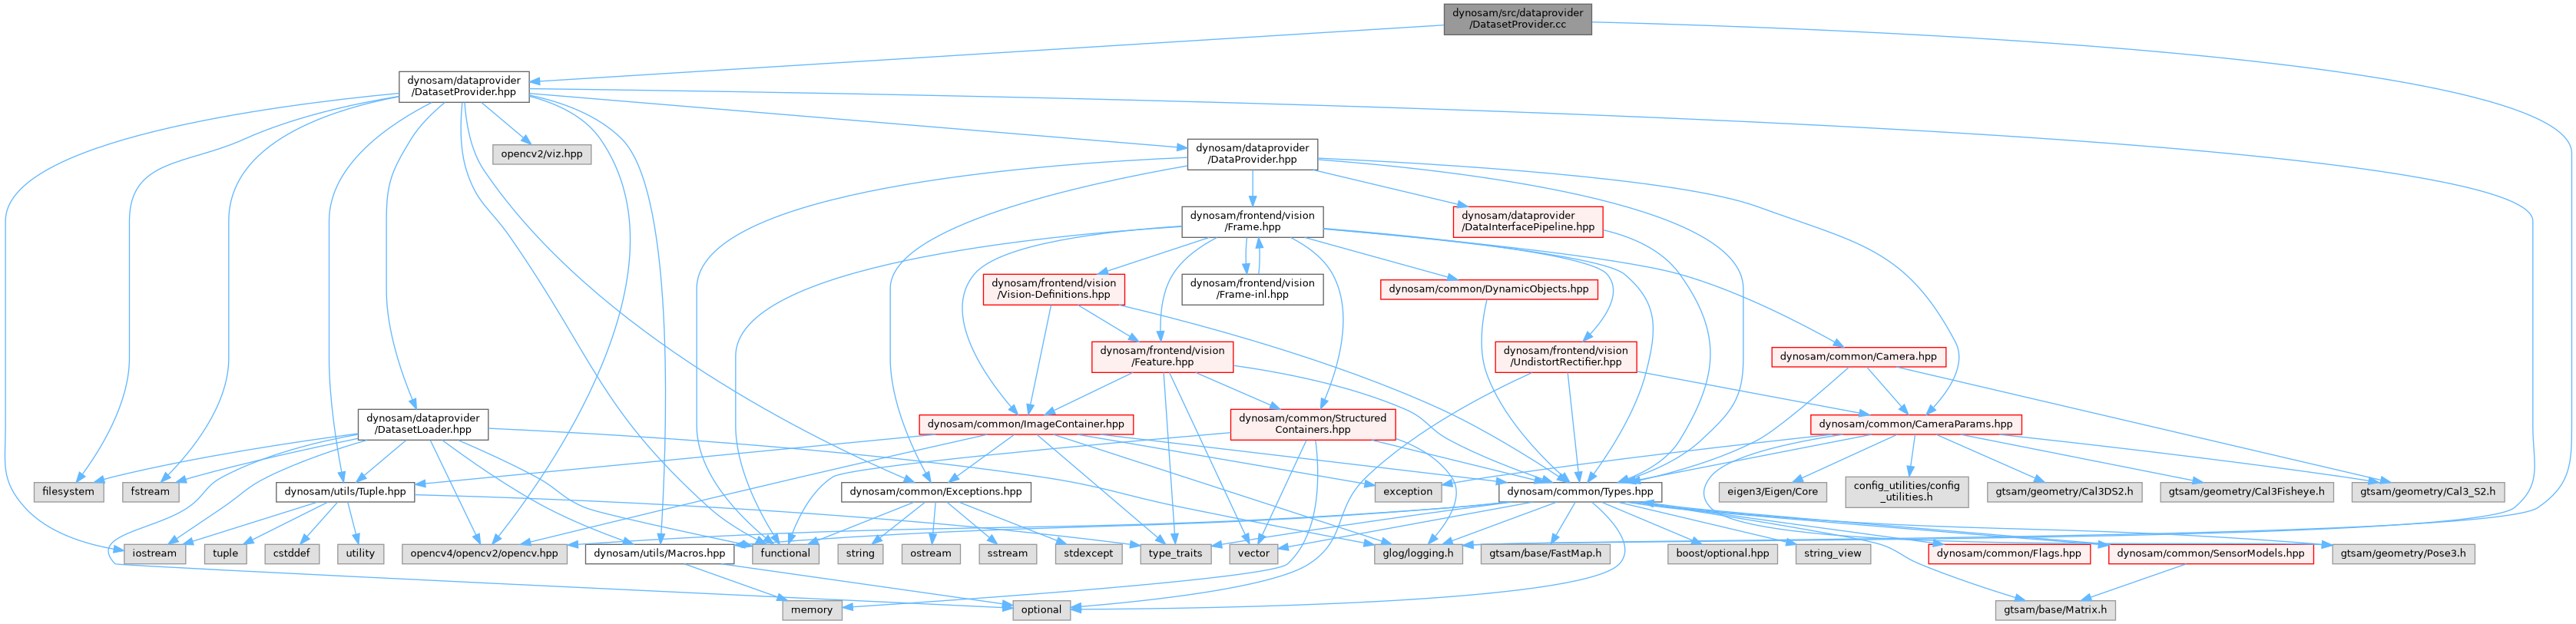 dynosam/src/dataprovider
/DatasetProvider.cc
dynosam/dataprovider
/DatasetProvider.hpp
opencv2/viz.hpp
dynosam/dataprovider
/DataProvider.hpp
dynosam/frontend/vision
/Frame.hpp
dynosam/dataprovider
/DataInterfacePipeline.hpp
dynosam/frontend/vision
/Vision-Definitions.hpp
dynosam/frontend/vision
/Frame-inl.hpp
dynosam/common/DynamicObjects.hpp
dynosam/frontend/vision
/Feature.hpp
dynosam/frontend/vision
/UndistortRectifier.hpp
dynosam/common/Camera.hpp
dynosam/dataprovider
/DatasetLoader.hpp
dynosam/common/ImageContainer.hpp
dynosam/common/Structured
Containers.hpp
dynosam/common/CameraParams.hpp
filesystem
fstream
dynosam/utils/Tuple.hpp
dynosam/common/Exceptions.hpp
exception
dynosam/common/Types.hpp
eigen3/Eigen/Core
config_utilities/config
_utilities.h
gtsam/geometry/Cal3DS2.h
gtsam/geometry/Cal3Fisheye.h
gtsam/geometry/Cal3_S2.h
iostream
tuple
cstddef
utility
opencv4/opencv2/opencv.hpp
dynosam/utils/Macros.hpp
functional
string
ostream
sstream
stdexcept
type_traits
vector
glog/logging.h
gtsam/base/FastMap.h
boost/optional.hpp
string_view
dynosam/common/Flags.hpp
dynosam/common/SensorModels.hpp
gtsam/geometry/Pose3.h
memory
optional
gtsam/base/Matrix.h